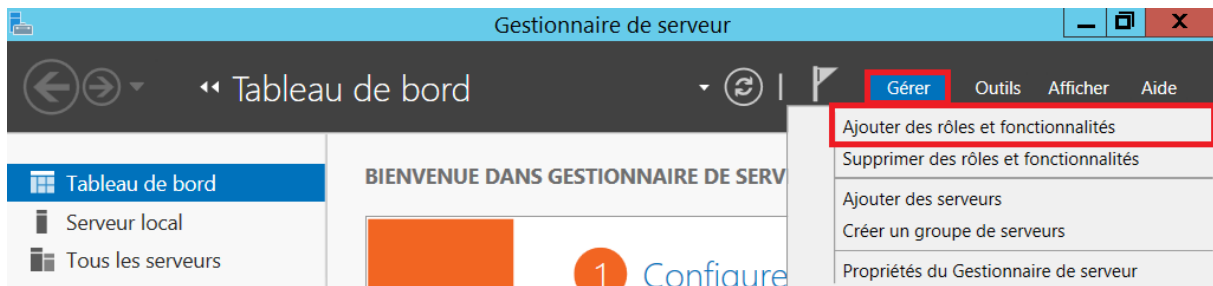 Gestionnaire de serveur
Tableau de bord
Gérer Outils Afficher Aide
Ajouter des rôles et fonctionnalités
Supprimer des rôles et fonctionnalités
Ajouter des serveurs
Créer un groupe de serveurs
Propriétés du Gestionnaire de serveur
Tableau de bord
Serveur local
Tous les serveurs
BIENVENUE DANS GESTIONNAIRE DE SERV
1 Configure